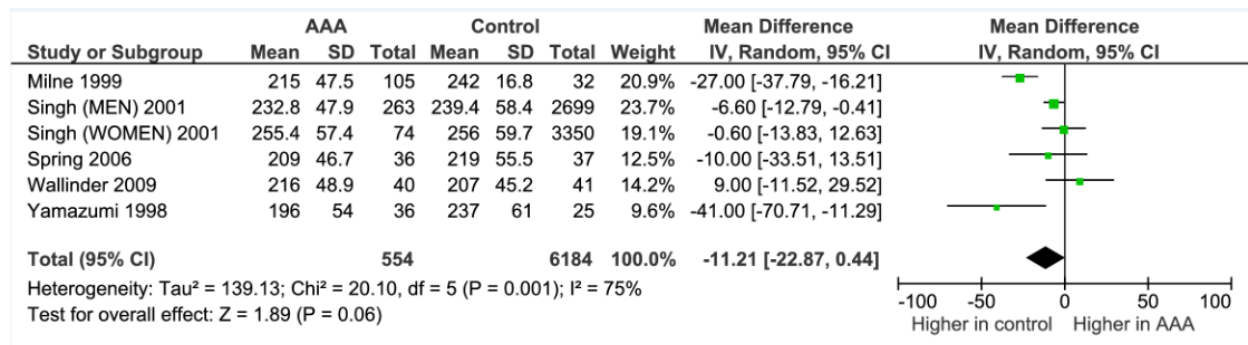 AAA Control Mean Difference Mean Difference
Study or Subgroup Mean SD Total Mean SD Total Weight IV, Random, 95% CI IV, Random, 95% CI
Milne 1999 215 47.5 105 242 16.8 32 20.9% -27.00 [-37.79, -16.21]
Singh (MEN) 2001 232.8 47.9 263 239.4 58.4 2699 23.7% -6.60 [-12.79, -0.41]
Singh (WOMEN) 2001 255.4 57.4 74 256 59.7 3350 19.1% -0.60 [-13.83, 12.63]
Spring 2006 209 46.7 36 219 55.5 37 12.5% -10.00 [-33.51, 13.51]
Wallinder 2009 216 48.9 40 207 45.2 41 14.2% 9.00 [-11.52, 29.52]
Yamazumi 1998 196 54 36 237 61 25 9.6% -41.00 [-70.71, -11.29]
Total (95% CI) 554 6184 100.0% -11.21 [-22.87, 0.44]
Heterogeneity: Tau² = 139.13; Chi² = 20.10, df = 5 (P = 0.001); I² = 75%
Test for overall effect: Z = 1.89 (P = 0.06)
-100 -50 0 50 100
Higher in control Higher in AAA